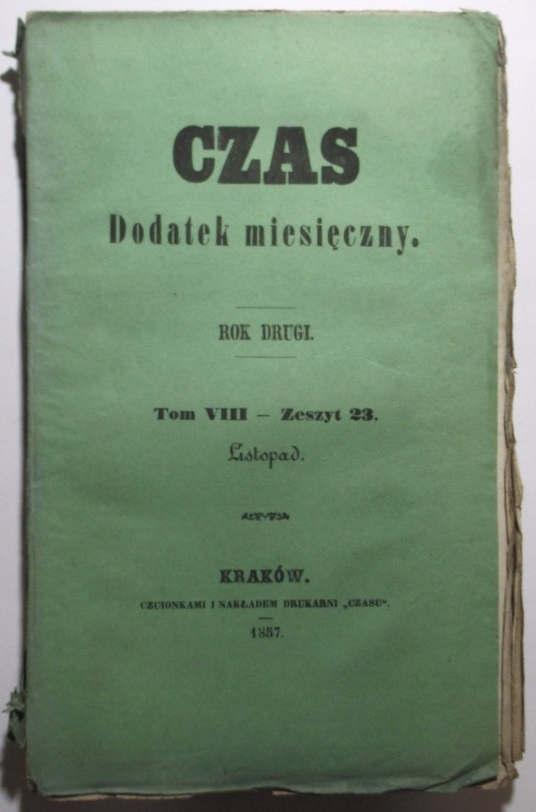 CZAS
Dodatek miesięczny.
ROK DRUGI.
Tom VIII – Zeszyt 23.
Listopad.
KRAKÓW.
CZCIONKAMI I NAKŁADEM DRUKARNI „CZASU“.
1857.